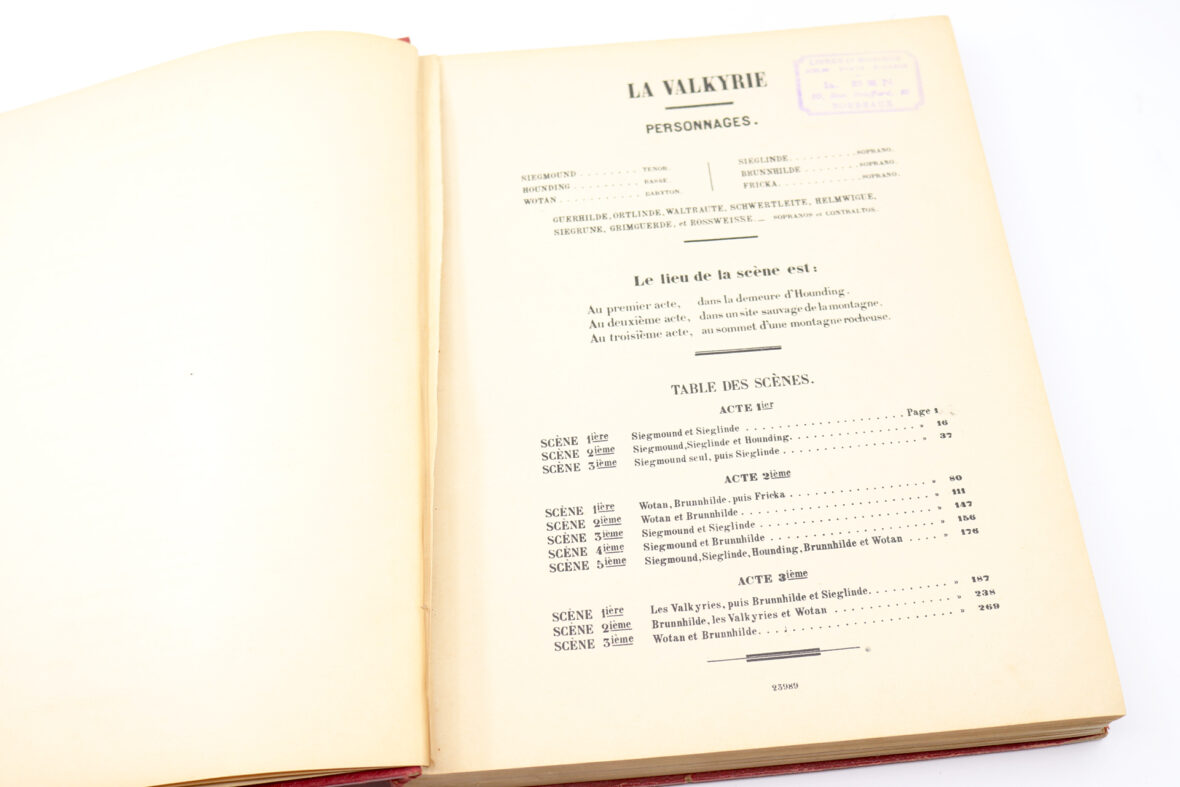 LA VALKYRIE
PERSONNAGES.
SIEGMOUND . . . . . . . . TENOR.
HOUNDING . . . . . . . . . BASSE.
WOTAN . . . . . . . . . . . BARYTON.
SIEGLINDE . . . . . . . . . SOPRANO.
BRUNNHILDE . . . . . . . . SOPRANO.
FRICKA. . . . . . . . . . . SOPRANO.
GUERHILDE, ORTLINDE, WALTRAUTE, SCHWERTLEITE, HELMWIGUE,
SIEGRUNE, GRIMGUERDE, et ROSSWEISSE. — SOPRANOS et CONTRALTOS.
Le lieu de la scène est:
Au premier acte, dans la demeure d'Hounding.
Au deuxième acte, dans un site sauvage de la montagne.
Au troisième acte, au sommet d'une montagne rocheuse.
TABLE DES SCÈNES.
ACTE 1ier
SCÈNE 1ière Siegmound et Sieglinde . . . . . . . . . . Page 1
SCÈNE 2ième Siegmound, Sieglinde et Hounding. . . . . . . . . . " 16
SCÈNE 3ième Siegmound seul, puis Sieglinde . . . . . . . . . . " 37
ACTE 2ième
SCÈNE 1ière Wotan, Brunnhilde. puis Fricka . . . . . . . . . . " 80
SCÈNE 2ième Wotan et Brunnhilde . . . . . . . . . . " 111
SCÈNE 3ième Siegmound et Sieglinde . . . . . . . . . . " 147
SCÈNE 4ième Siegmound et Brunnhilde . . . . . . . . . . " 156
SCÈNE 5ième Siegmound, Sieglinde, Hounding, Brunnhilde et Wotan . . . . " 176
ACTE 3ième
SCÈNE 1ière Les Valkyries, puis Brunnhilde et Sieglinde. . . . . . . . . . " 187
SCÈNE 2ième Brunnhilde, les Valkyries et Wotan . . . . . . . . . . " 238
SCÈNE 3ième Wotan et Brunnhilde. . . . . . . . . . . " 269
23989
BORDEAUX